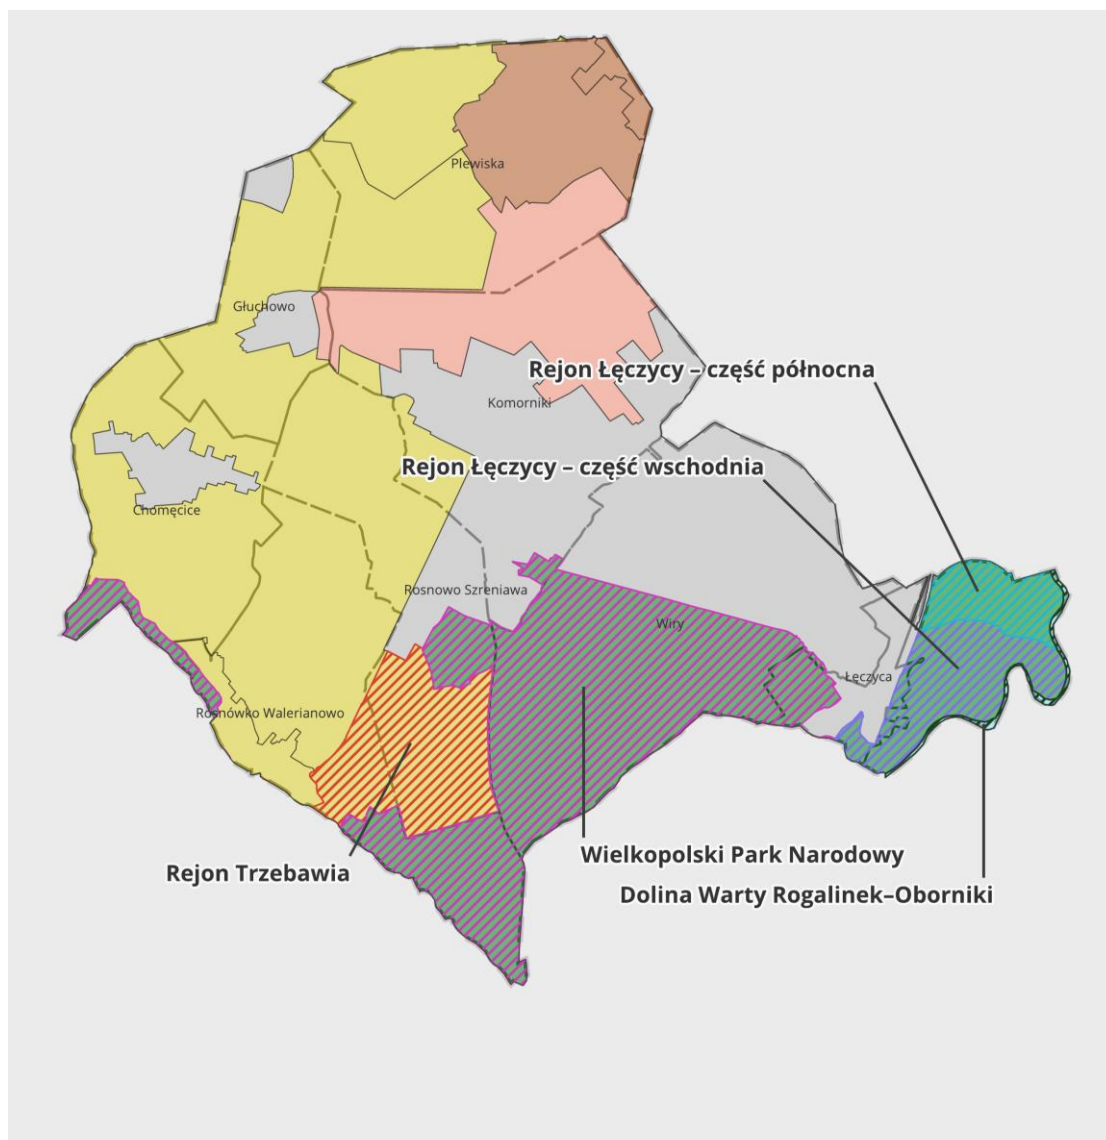 Plewiska
Głuchowo
Rejon Łęczycy – część północna
Komorniki
Rejon Łęczycy – część wschodnia
Chomęcice
Rosnowo Szreniawa
Wiry
Łęczyca
Rosnówko Walerianowo
Wielkopolski Park Narodowy
Rejon Trzebawia
Dolina Warty Rogalinek–Oborniki